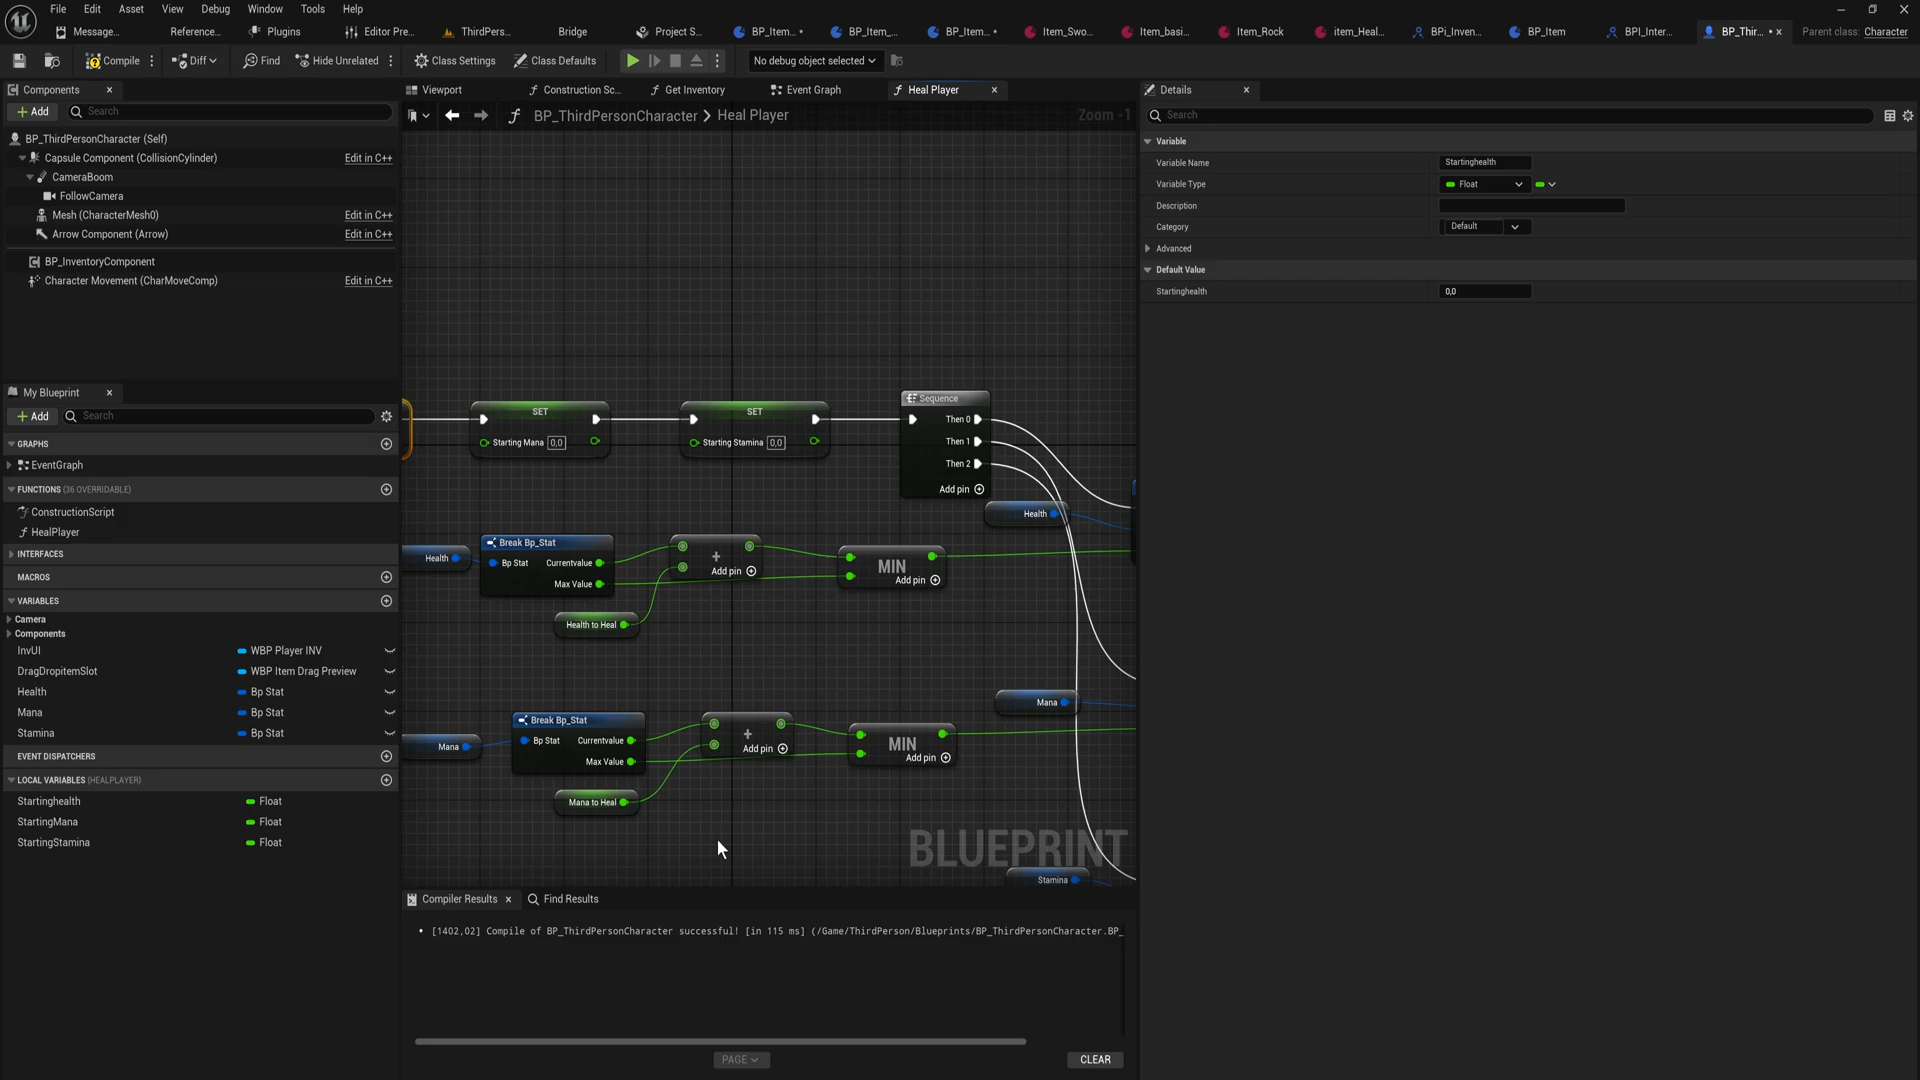 File Edit Asset View Debug Window Tools Help
Message... Reference... Plugins Editor Pre... ThirdPers... Bridge Project S... BP_Item... • BP_Item_... BP_Item... • Item_Swo... Item_basi... Item_Rock item_Heal... BPi_Inven... BP_Item BPI_Inter... BP_Thir... • Parent class: Character
Compile Diff Find Hide Unrelated Class Settings Class Defaults No debug object selected
Components
Add Search
BP_ThirdPersonCharacter (Self)
Capsule Component (CollisionCylinder) Edit in C++
CameraBoom
FollowCamera
Mesh (CharacterMesh0) Edit in C++
Arrow Component (Arrow) Edit in C++
BP_InventoryComponent
Character Movement (CharMoveComp) Edit in C++
My Blueprint
Add Search
GRAPHS
EventGraph
FUNCTIONS (36 OVERRIDABLE)
ConstructionScript
HealPlayer
INTERFACES
MACROS
VARIABLES
Camera
Components
InvUI WBP Player INV
DragDropitemSlot WBP Item Drag Preview
Health Bp Stat
Mana Bp Stat
Stamina Bp Stat
EVENT DISPATCHERS
LOCAL VARIABLES (HEALPLAYER)
Startinghealth Float
StartingMana Float
StartingStamina Float
Viewport Construction Sc... Get Inventory Event Graph Heal Player
BP_ThirdPersonCharacter > Heal Player Zoom -1
SET
Starting Mana 0,0
SET
Starting Stamina 0,0
Sequence
Then 0
Then 1
Then 2
Add pin
Health
Health
Break Bp_Stat
Bp Stat Currentvalue
Max Value
Add pin
MIN
Add pin
Health to Heal
Mana
Mana
Break Bp_Stat
Bp Stat Currentvalue
Max Value
Add pin
MIN
Add pin
Mana to Heal
Stamina
BLUEPRINT
Compiler Results Find Results
• [1402,02] Compile of BP_ThirdPersonCharacter successful! [in 115 ms] (/Game/ThirdPerson/Blueprints/BP_ThirdPersonCharacter.BP_
PAGE CLEAR
Details
Search
Variable
Variable Name Startinghealth
Variable Type Float
Description
Category Default
Advanced
Default Value
Startinghealth 0,0